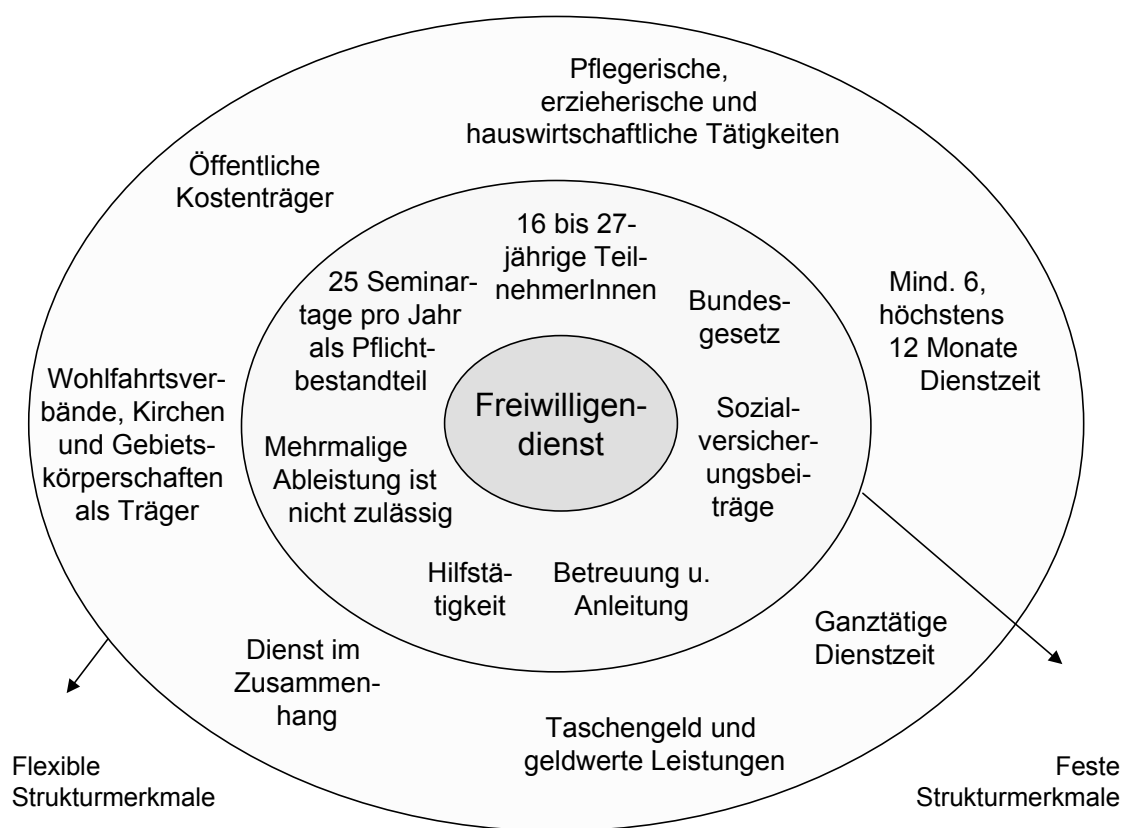 Pflegerische,
erzieherische und
hauswirtschaftliche Tätigkeiten
Öffentliche
Kostenträger
16 bis 27-
jährige Teil-
nehmerInnen
25 Seminar-
tage pro Jahr
als Pflicht-
bestandteil
Bundes-
gesetz
Mind. 6,
höchstens
12 Monate
Dienstzeit
Wohlfahrtsver-
bände, Kirchen
und Gebiets-
körperschaften
als Träger
Freiwilligen-
dienst
Sozial-
versicher-
ungsbei-
träge
Mehrmalige
Ableistung ist
nicht zulässig
Hilfstä-
tigkeit
Betreuung u.
Anleitung
Ganztätige
Dienstzeit
Dienst im
Zusammen-
hang
Taschengeld und
geldwerte Leistungen
Flexible
Strukturmerkmale
Feste
Strukturmerkmale